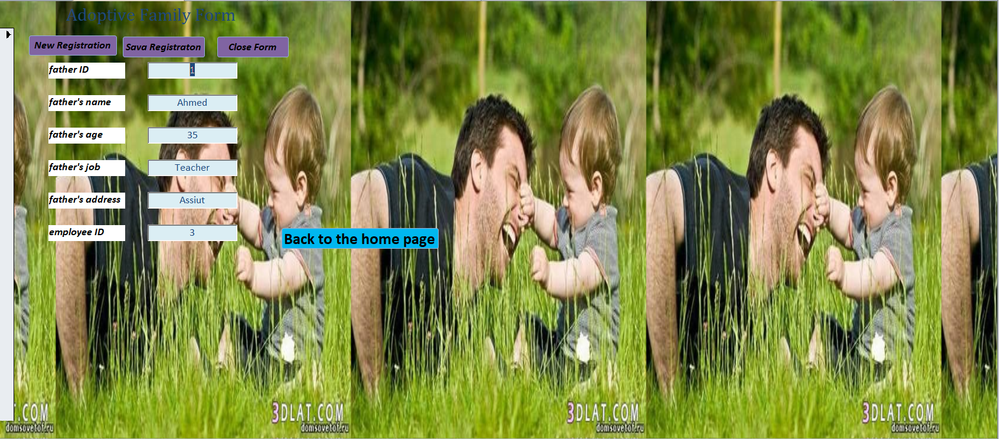 Adoptive Family Form
New Registration
Sava Registraton
Close Form
father ID
1
father's name
Ahmed
father's age
35
father's job
Teacher
father's address
Assiut
employee ID
3
Back to the home page
T.COM
3DLAT.COM
3DLAT.COM
3DLAT.COM
domsovetof.ru
domsovetof.ru
domsovetof.ru
domsovetof.ru